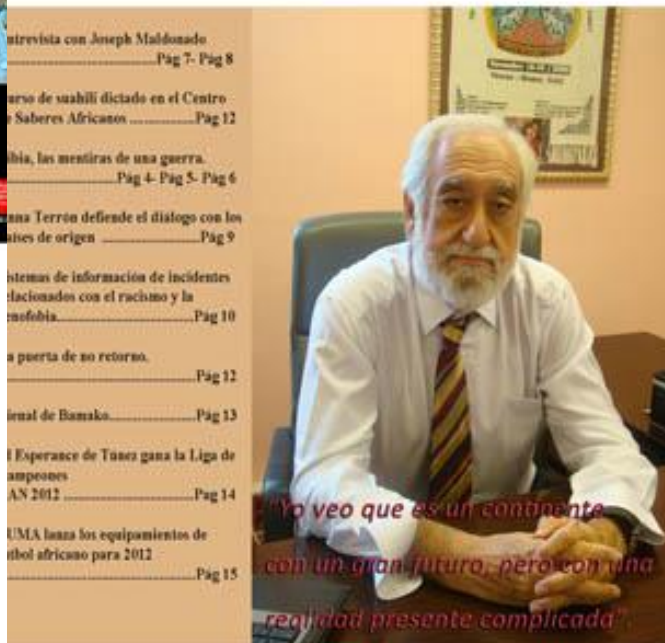 ntrevista con Joseph Maldonado
....................................Pág 7- Pág 8
urso de suahili dictado en el Centro
e Saberes Africanos ................Pág 12
ibia, las mentiras de una guerra.
..........................Pág 4- Pág 5- Pág 6
nna Terrón defiende el diálogo con los
aíses de origen ..........................Pág 9
istemas de información de incidentes
elacionados con el racismo y la
enofobia...................................Pág 10
a puerta de no retorno.
...............................................Pág 12
ienal de Bamako......................Pág 13
l Esperance de Túnez gana la Liga de
ampeones
AN 2012 ..................................Pag 14
UMA lanza los equipamientos de
útbol africano para 2012
...............................................Pág 15
"Yo veo que es un continente
con un gran futuro, pero con una
realidad presente complicada".